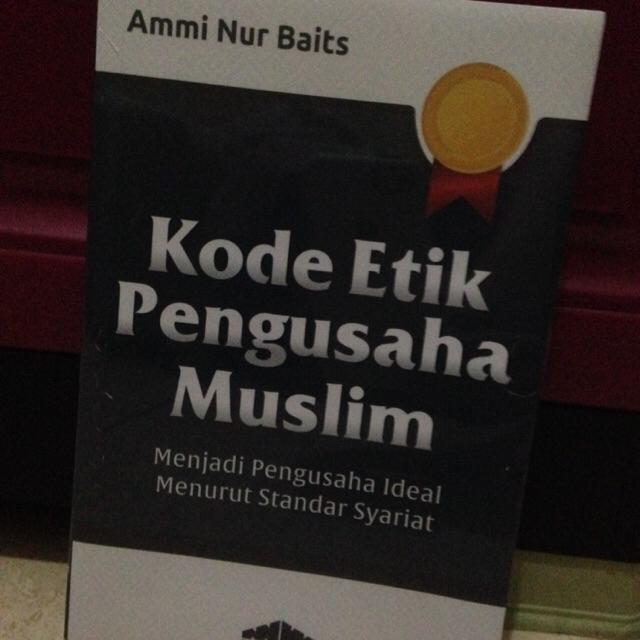 Ammi Nur Baits
Kode Etik
Pengusaha
Muslim
Menjadi Pengusaha Ideal
Menurut Standar Syariat